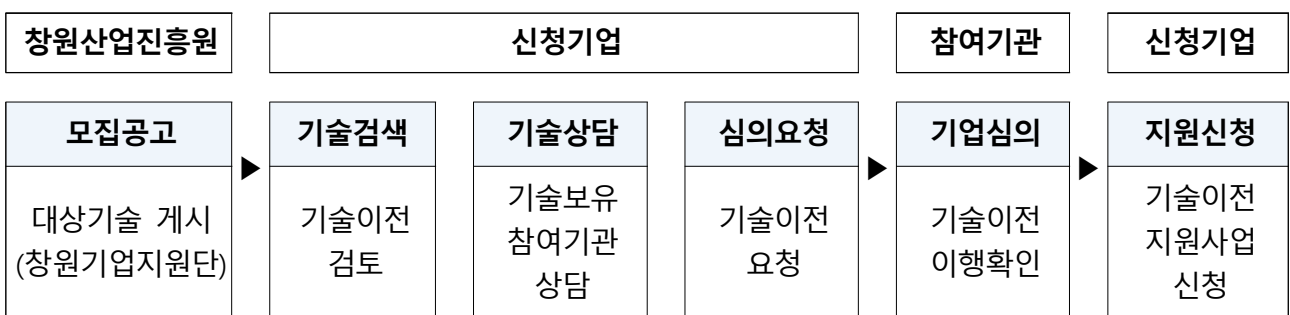 창원산업진흥원
신청기업
참여기관
신청기업
모집공고
대상기술 게시
(창원기업지원단)
▶
기술검색
기술이전
검토
기술상담
기술보유
참여기관
상담
심의요청
기술이전
요청
▶
기업심의
기술이전
이행확인
▶
지원신청
기술이전
지원사업
신청